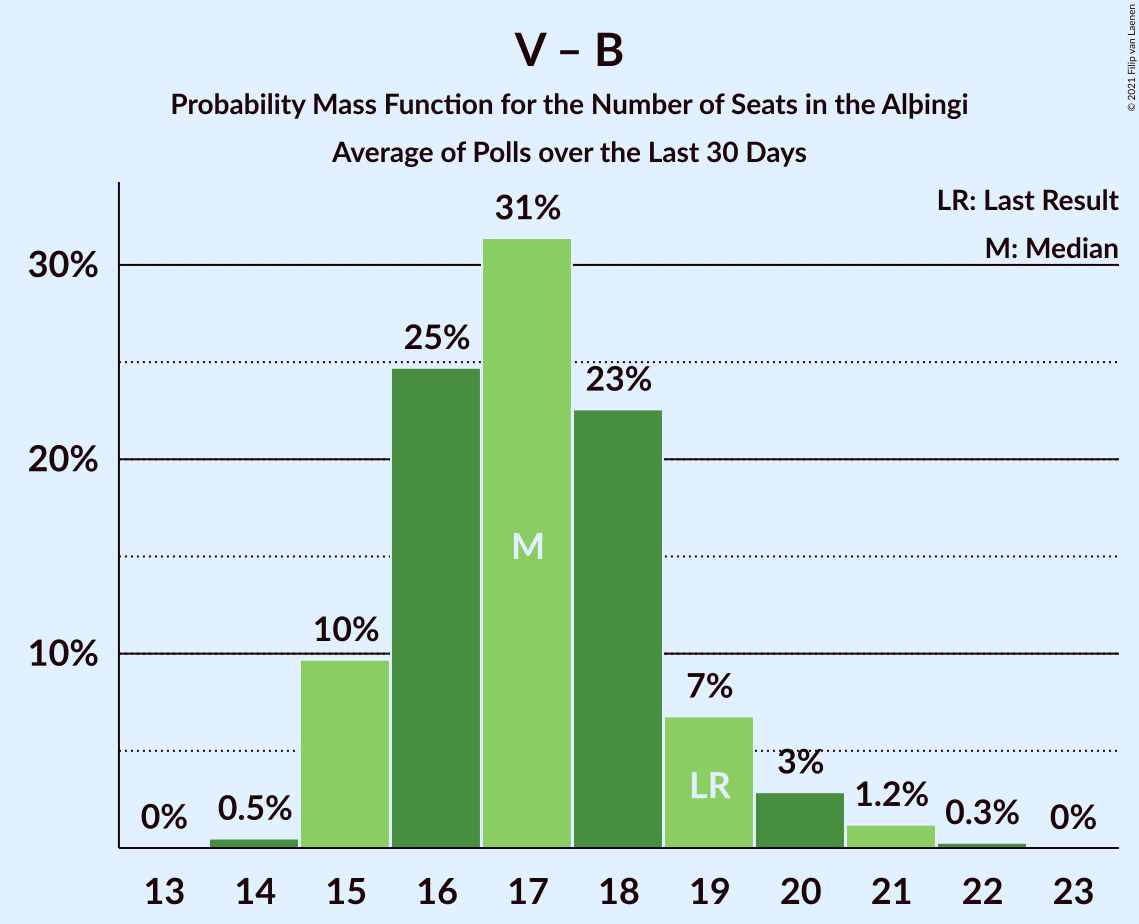 V – B
Probability Mass Function for the Number of Seats in the Alþingi
Average of Polls over the Last 30 Days
© 2021 Filip van Laenen
LR: Last Result
M: Median
30%
20%
10%
0%
0.5%
10%
25%
31%
23%
7%
3%
1.2%
0.3%
0%
M
LR
13 14 15 16 17 18 19 20 21 22 23